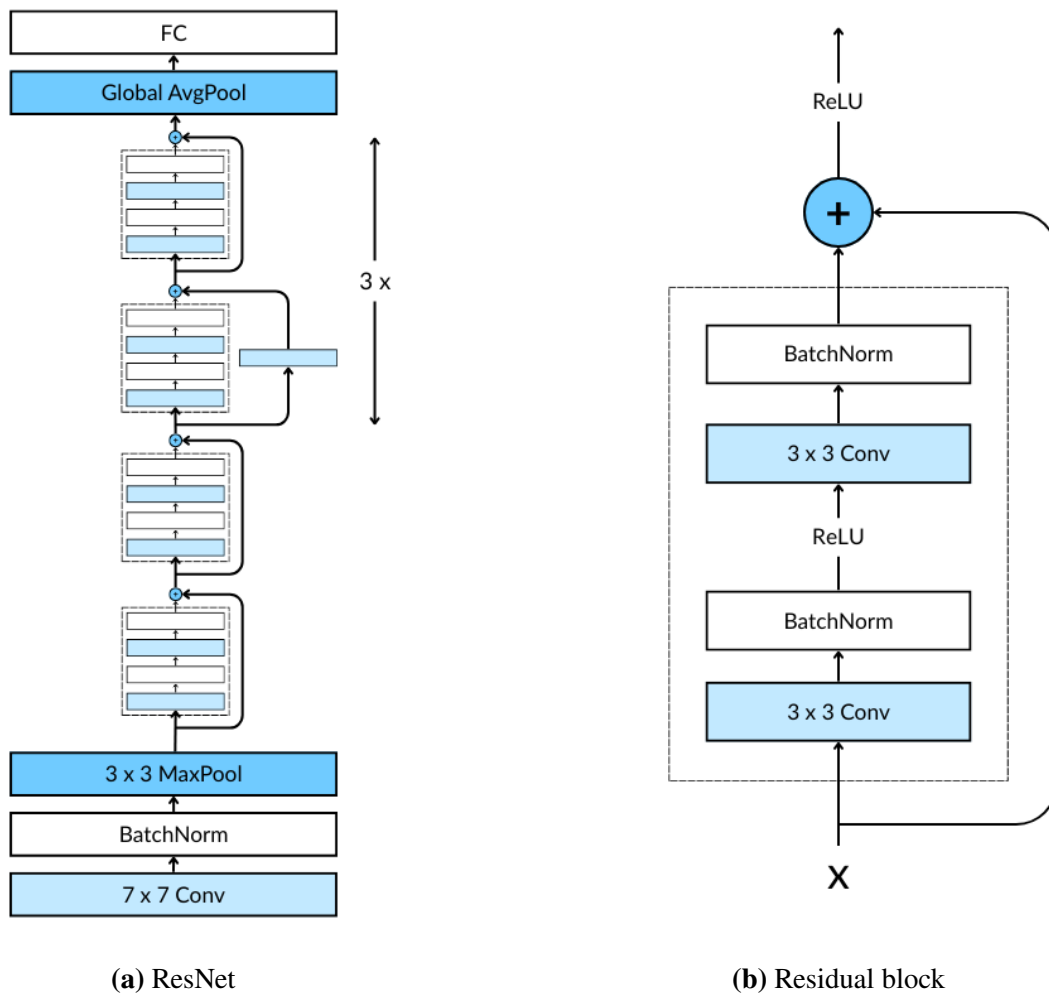 FC
Global AvgPool
+
3 x
+
+
+
3 x 3 MaxPool
BatchNorm
7 x 7 Conv
(a) ResNet
ReLU
+
BatchNorm
3 x 3 Conv
ReLU
BatchNorm
3 x 3 Conv
X
(b) Residual block